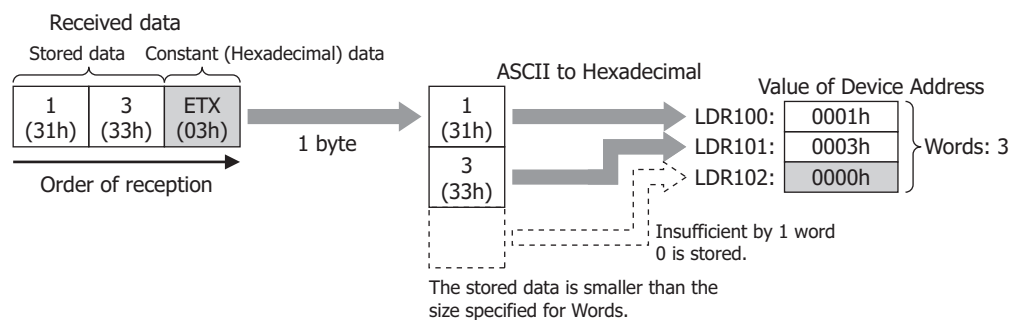 Received data
Stored data
Constant (Hexadecimal) data
1
(31h)
3
(33h)
ETX
(03h)
Order of reception
1 byte
ASCII to Hexadecimal
1
(31h)
3
(33h)
Value of Device Address
LDR100: 0001h
LDR101: 0003h
LDR102: 0000h
Words: 3
Insufficient by 1 word
0 is stored.
The stored data is smaller than the
size specified for Words.